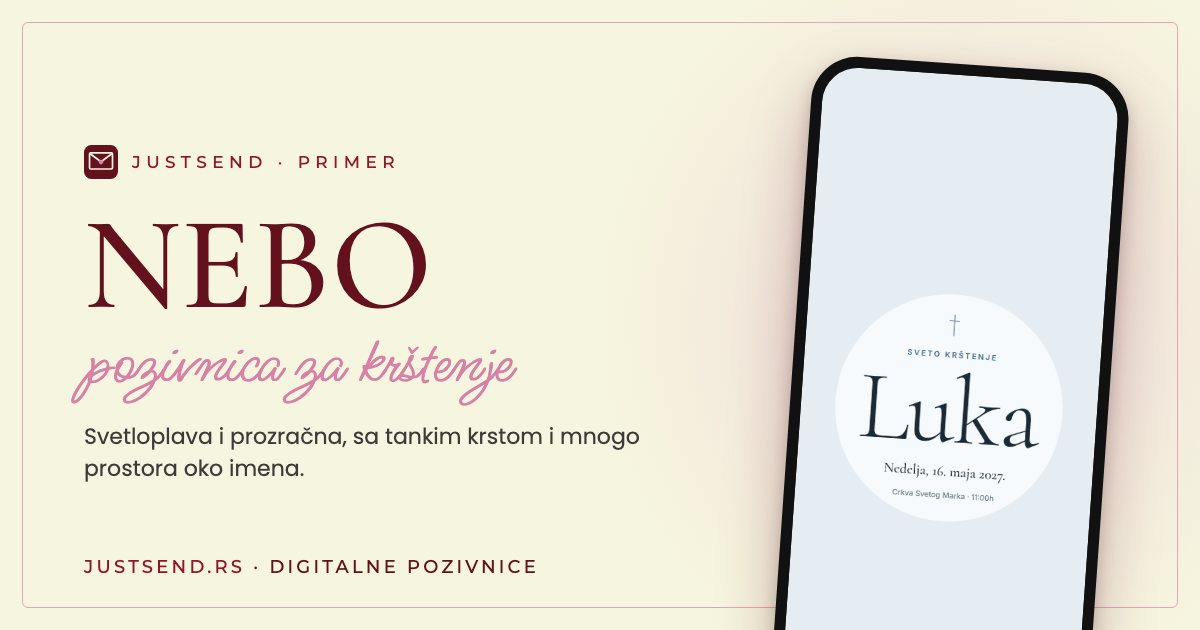 JUSTSEND · PRIMER
NEBO
pozivnica za krštenje
Svetloplava i prozračna, sa tankim krstom i mnogo
prostora oko imena.
JUSTSEND.RS · DIGITALNE POZIVNICE
SVETO KRŠTENJE
Luka
Nedelja, 16. maja 2027.
Crkva Svetog Marka · 11:00h